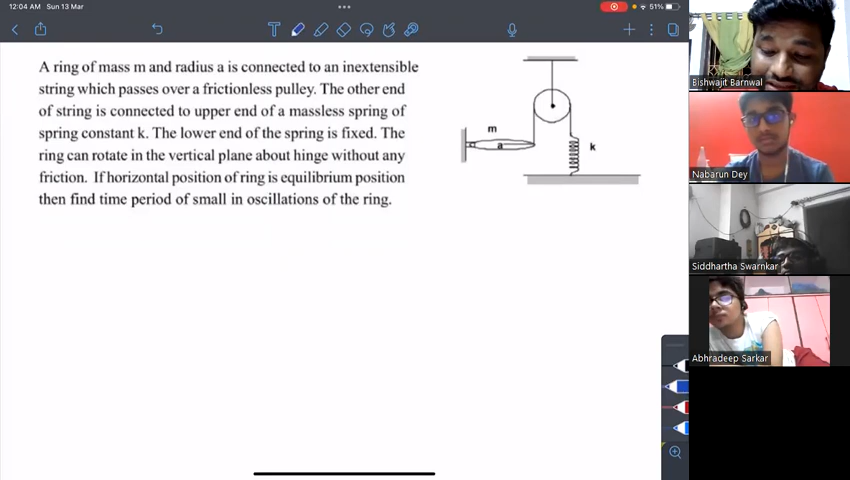 12:04 AM Sun 13 Mar
51%
A ring of mass m and radius a is connected to an inextensible
string which passes over a frictionless pulley. The other end
of string is connected to upper end of a massless spring of
spring constant k. The lower end of the spring is fixed. The
ring can rotate in the vertical plane about hinge without any
friction. If horizontal position of ring is equilibrium position
then find time period of small in oscillations of the ring.
m
a
k
Bishwajit Barnwal
Nabarun Dey
Siddhartha Swarnkar
Abhradeep Sarkar